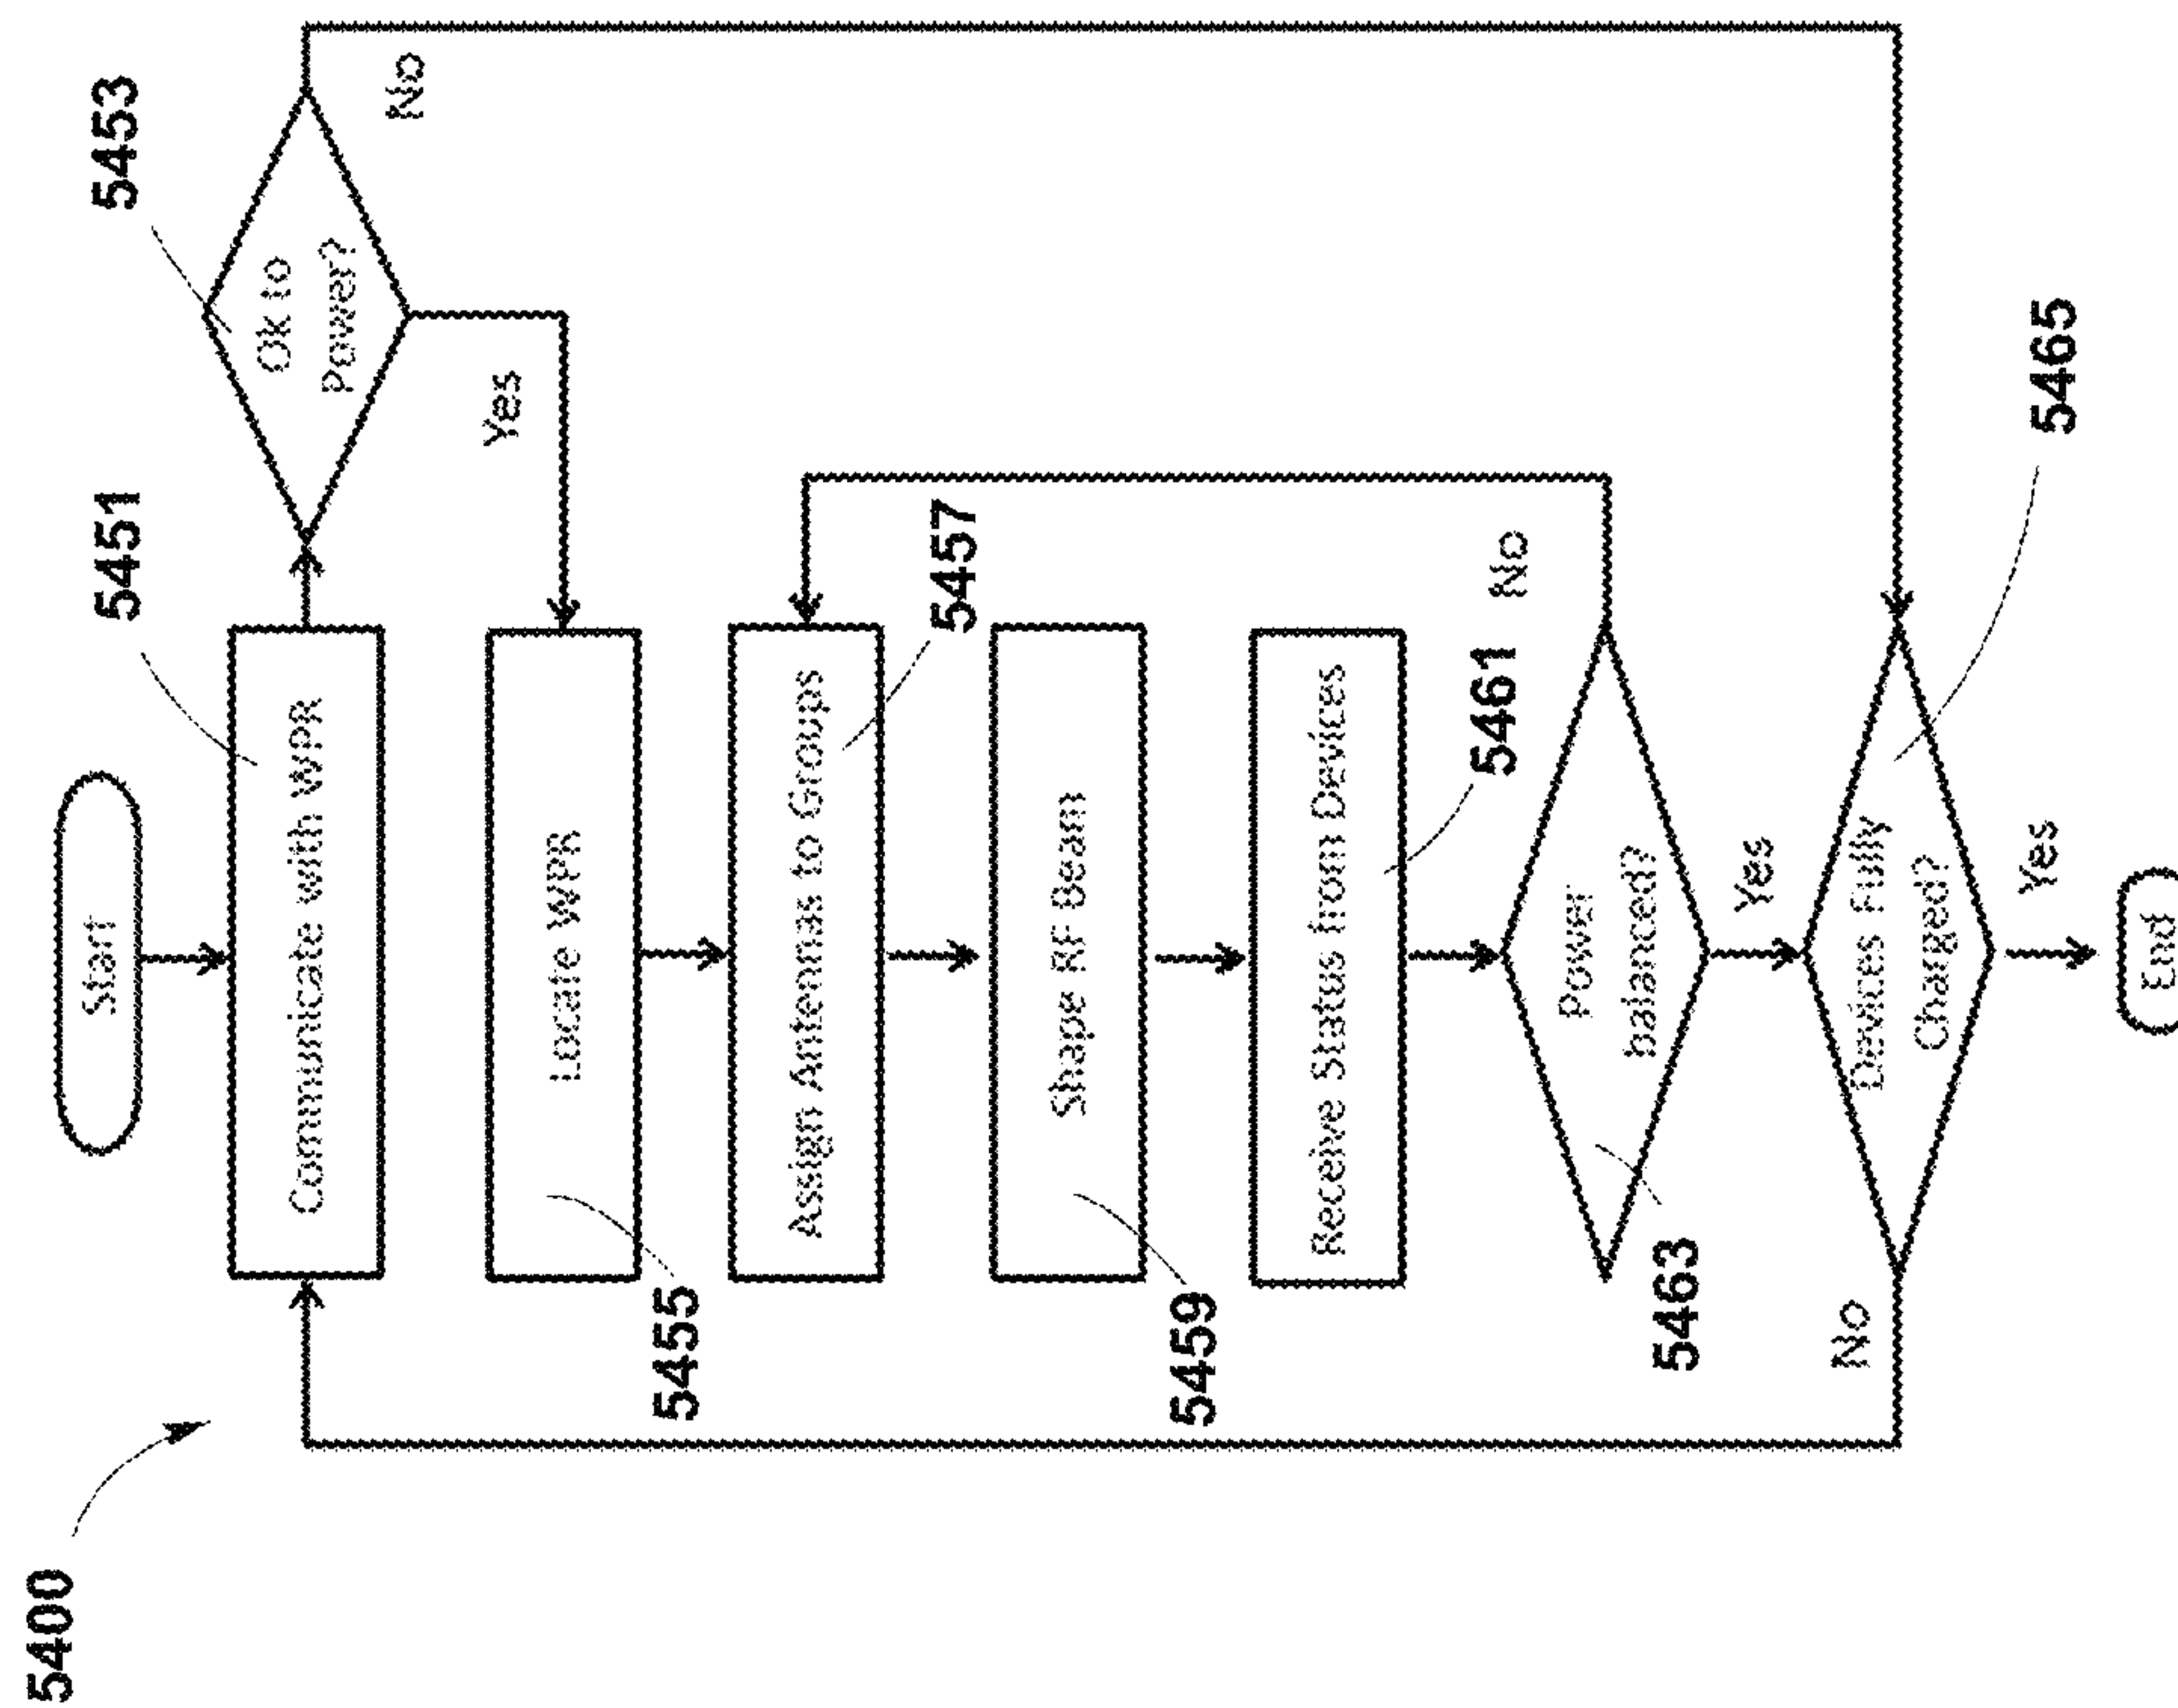 5400
Start
5451
Communicate with WPR
5453
Ok to
Power?
No
Yes
Locate WPR
5455
Assign Antennas to Groups
5457
Shape RF Beam
5459
Receive Status from Devices
5461
Power
balanced?
No
5463
Yes
Devices Fully
Charged?
5465
No
Yes
End